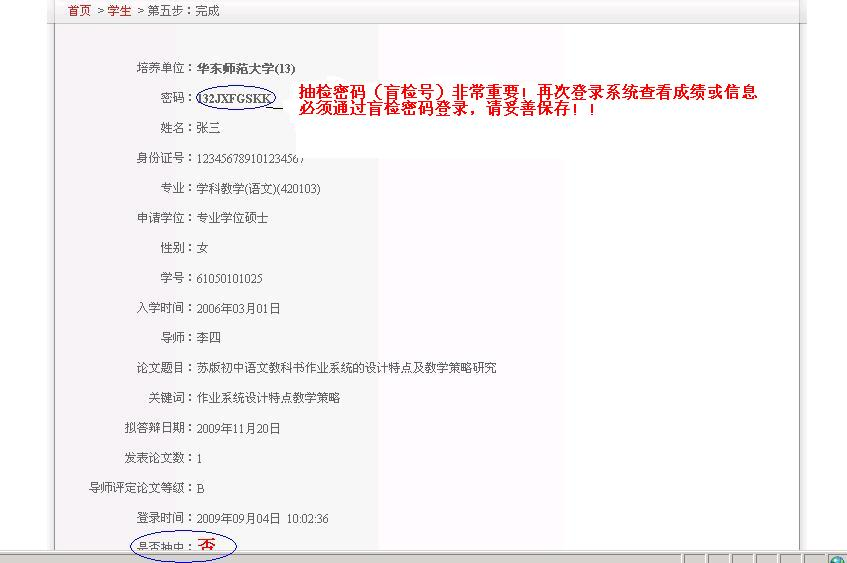 首页 > 学生 > 第五步：完成
培养单位：华东师范大学(13)
密码：132JXFGSKK
抽检密码（盲检号）非常重要！再次登录系统查看成绩或信息
必须通过盲检密码登录，请妥善保存！！
姓名：张三
身份证号：123456789101234567
专业：学科教学(语文)(420103)
申请学位：专业学位硕士
性别：女
学号：61050101025
入学时间：2006年03月01日
导师：李四
论文题目：苏版初中语文教科书作业系统的设计特点及教学策略研究
关键词：作业系统设计特点教学策略
拟答辩日期：2009年11月20日
发表论文数：1
导师评定论文等级：B
登录时间：2009年09月04日 10:02:36
是否抽中：否